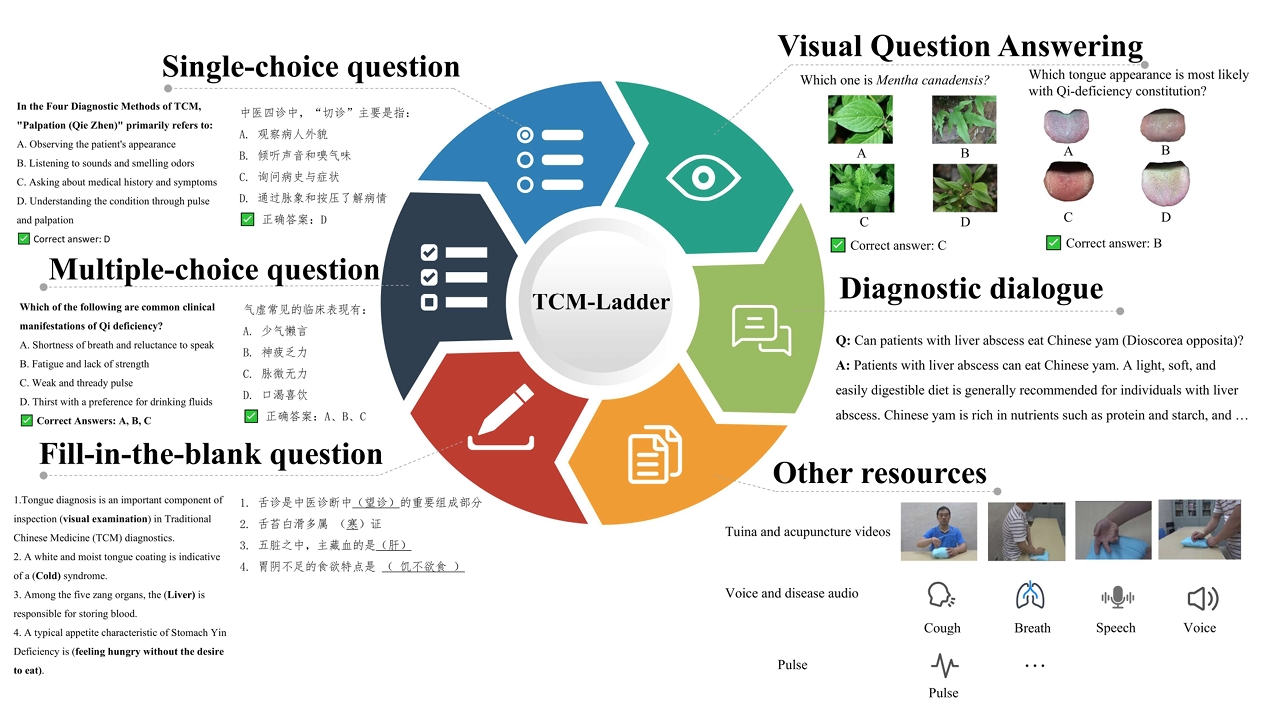 Single-choice question
In the Four Diagnostic Methods of TCM,
"Palpation (Qie Zhen)" primarily refers to:
A. Observing the patient's appearance
B. Listening to sounds and smelling odors
C. Asking about medical history and symptoms
D. Understanding the condition through pulse
and palpation
Correct answer: D
中医四诊中，“切诊”主要是指：
A. 观察病人外貌
B. 倾听声音和嗅气味
C. 询问病史与症状
D. 通过脉象和按压了解病情
正确答案：D
Multiple-choice question
Which of the following are common clinical
manifestations of Qi deficiency?
A. Shortness of breath and reluctance to speak
B. Fatigue and lack of strength
C. Weak and thready pulse
D. Thirst with a preference for drinking fluids
Correct Answers: A, B, C
气虚常见的临床表现有：
A. 少气懒言
B. 神疲乏力
C. 脉微无力
D. 口渴喜饮
正确答案：A、B、C
Fill-in-the-blank question
1.Tongue diagnosis is an important component of
inspection (visual examination) in Traditional
Chinese Medicine (TCM) diagnostics.
2. A white and moist tongue coating is indicative
of a (Cold) syndrome.
3. Among the five zang organs, the (Liver) is
responsible for storing blood.
4. A typical appetite characteristic of Stomach Yin
Deficiency is (feeling hungry without the desire
to eat).
1. 舌诊是中医诊断中（望诊）的重要组成部分
2. 舌苔白滑多属 （寒）证
3. 五脏之中，主藏血的是（肝）
4. 胃阴不足的食欲特点是 （ 饥不欲食 ）
TCM-Ladder
Visual Question Answering
Which one is Mentha canadensis?
A
B
C
D
Correct answer: C
Which tongue appearance is most likely
with Qi-deficiency constitution?
A
B
C
D
Correct answer: B
Diagnostic dialogue
Q: Can patients with liver abscess eat Chinese yam (Dioscorea opposita)?
A: Patients with liver abscess can eat Chinese yam. A light, soft, and
easily digestible diet is generally recommended for individuals with liver
abscess. Chinese yam is rich in nutrients such as protein and starch, and …
Other resources
Tuina and acupuncture videos
Voice and disease audio
Cough
Breath
Speech
Voice
Pulse
Pulse
…